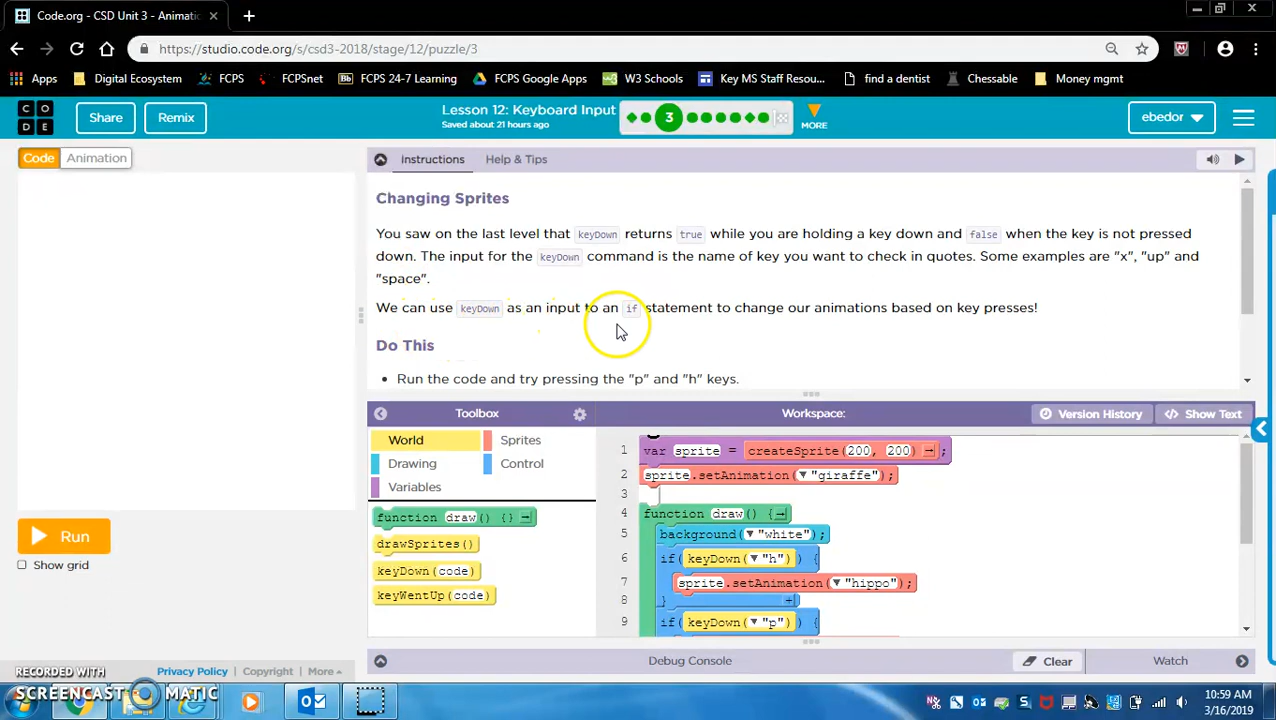 Code.org - CSD Unit 3 - Animatic
https://studio.code.org/s/csd3-2018/stage/12/puzzle/3
Apps Digital Ecosystem FCPS FCPSnet Bb FCPS 24-7 Learning FCPS Google Apps W3 Schools Key MS Staff Resou... find a dentist Chessable Money mgmt
C O D E
Share
Remix
Lesson 12: Keyboard Input
Saved about 21 hours ago
3
MORE
ebedor
Code Animation
Instructions Help & Tips
Changing Sprites
You saw on the last level that keyDown returns true while you are holding a key down and false when the key is not pressed
down. The input for the keyDown command is the name of key you want to check in quotes. Some examples are "x", "up" and
"space".
We can use keyDown as an input to an if statement to change our animations based on key presses!
Do This
• Run the code and try pressing the "p" and "h" keys.
Toolbox
Workspace:
Version History
Show Text
World
Sprites
Drawing
Control
Variables
function draw() {}
drawSprites()
keyDown(code)
keyWentUp(code)
1 var sprite = createSprite(200, 200) ;
2 sprite.setAnimation("giraffe");
3
4 function draw() {
5 background("white");
6 if(keyDown("h")) {
7 sprite.setAnimation("hippo");
8 }
9 if(keyDown("p")) {
Run
Show grid
Debug Console
Clear
Watch
Privacy Policy | Copyright | More
RECORDED WITH
SCREENCAST MATIC
10:59 AM
3/16/2019